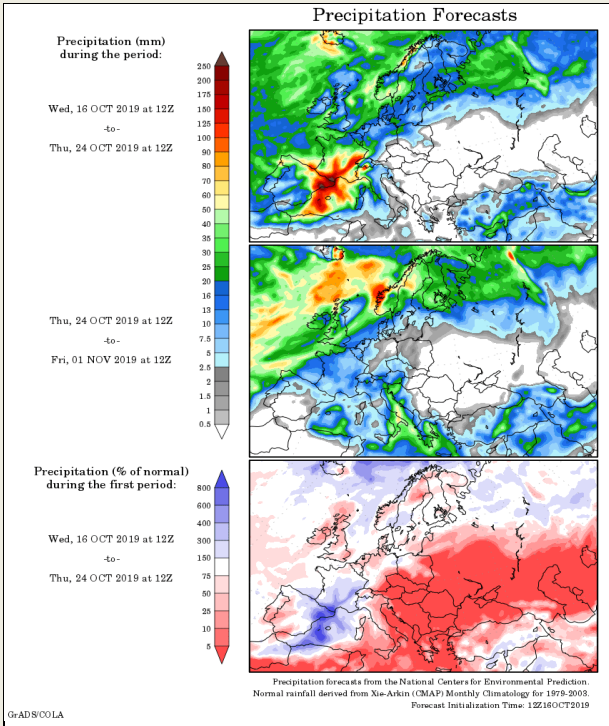 Precipitation Forecasts
Precipitation (mm)
during the period:
Wed, 16 OCT 2019 at 12Z
-to-
Thu, 24 OCT 2019 at 12Z
250
200
175
150
125
100
90
80
70
60
50
40
35
30
25
20
16
13
10
7.5
5
2.5
2
1.5
1
0.5
Thu, 24 OCT 2019 at 12Z
-to-
Fri, 01 NOV 2019 at 12Z
Precipitation (% of normal)
during the first period:
Wed, 16 OCT 2019 at 12Z
-to-
Thu, 24 OCT 2019 at 12Z
800
600
400
300
150
75
50
25
10
5
Precipitation forecasts from the National Centers for Environmental Prediction.
Normal rainfall derived from Xie-Arkin (CMAP) Monthly Climatology for 1979-2003.
Forecast Initialization Time: 12Z16OCT2019
GrADS/COLA